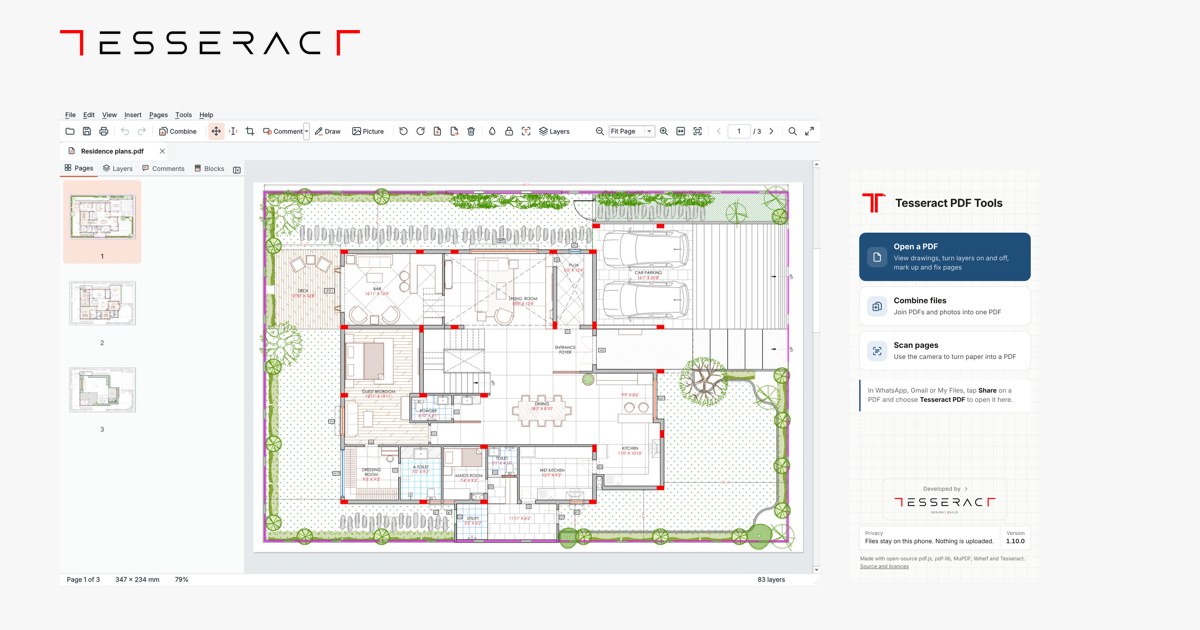 TESSERACT
File Edit View Insert Pages Tools Help
Combine Comment Draw Picture Layers Fit Page 1 / 3
Residence plans.pdf
Pages Layers Comments Blocks
1
2
3
DECK
BAR
LIVING ROOM
PUJA
CAR PARKING
ENTRANCE
FOYER
GUEST BEDROOM
POWDER
DINING
KITCHEN
DRESSING
ROOM
A.TOILET
MAID'S ROOM
TOILET
WET KITCHEN
UTILITY
S
S
S
Page 1 of 3 347 × 234 mm 79% 83 layers
Tesseract PDF Tools
Open a PDF
View drawings, turn layers on and off,
mark up and fix pages
Combine files
Join PDFs and photos into one PDF
Scan pages
Use the camera to turn paper into a PDF
In WhatsApp, Gmail or My Files, tap Share on a
PDF and choose Tesseract PDF to open it here.
Developed by
TESSERACT
DESIGN | BUILD
Privacy
Files stay on this phone. Nothing is uploaded.
Version
1.10.0
Made with open-source pdf.js, pdf-lib, MuPDF, libheif and Tesseract.
Source and licences